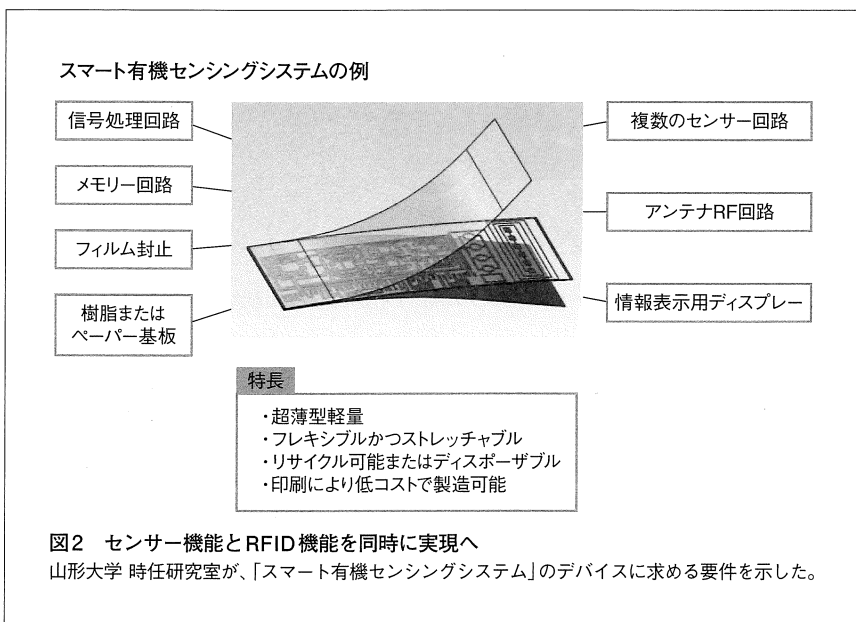 スマート有機センシングシステムの例
信号処理回路
メモリー回路
フィルム封止
樹脂または
ペーパー基板
複数のセンサー回路
アンテナRF回路
情報表示用ディスプレー
特長
・超薄型軽量
・フレキシブルかつストレッチャブル
・リサイクル可能またはディスポーザブル
・印刷により低コストで製造可能
図2　センサー機能とRFID機能を同時に実現へ
山形大学 時任研究室が、「スマート有機センシングシステム」のデバイスに求める要件を示した。